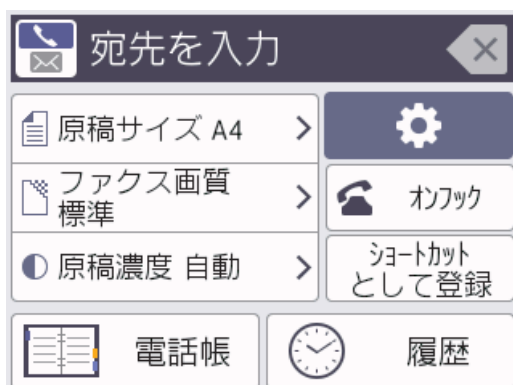 宛先を入力
原稿サイズ A4
ファクス画質
標準
オンフック
原稿濃度 自動
ショートカット
として登録
電話帳
履歴